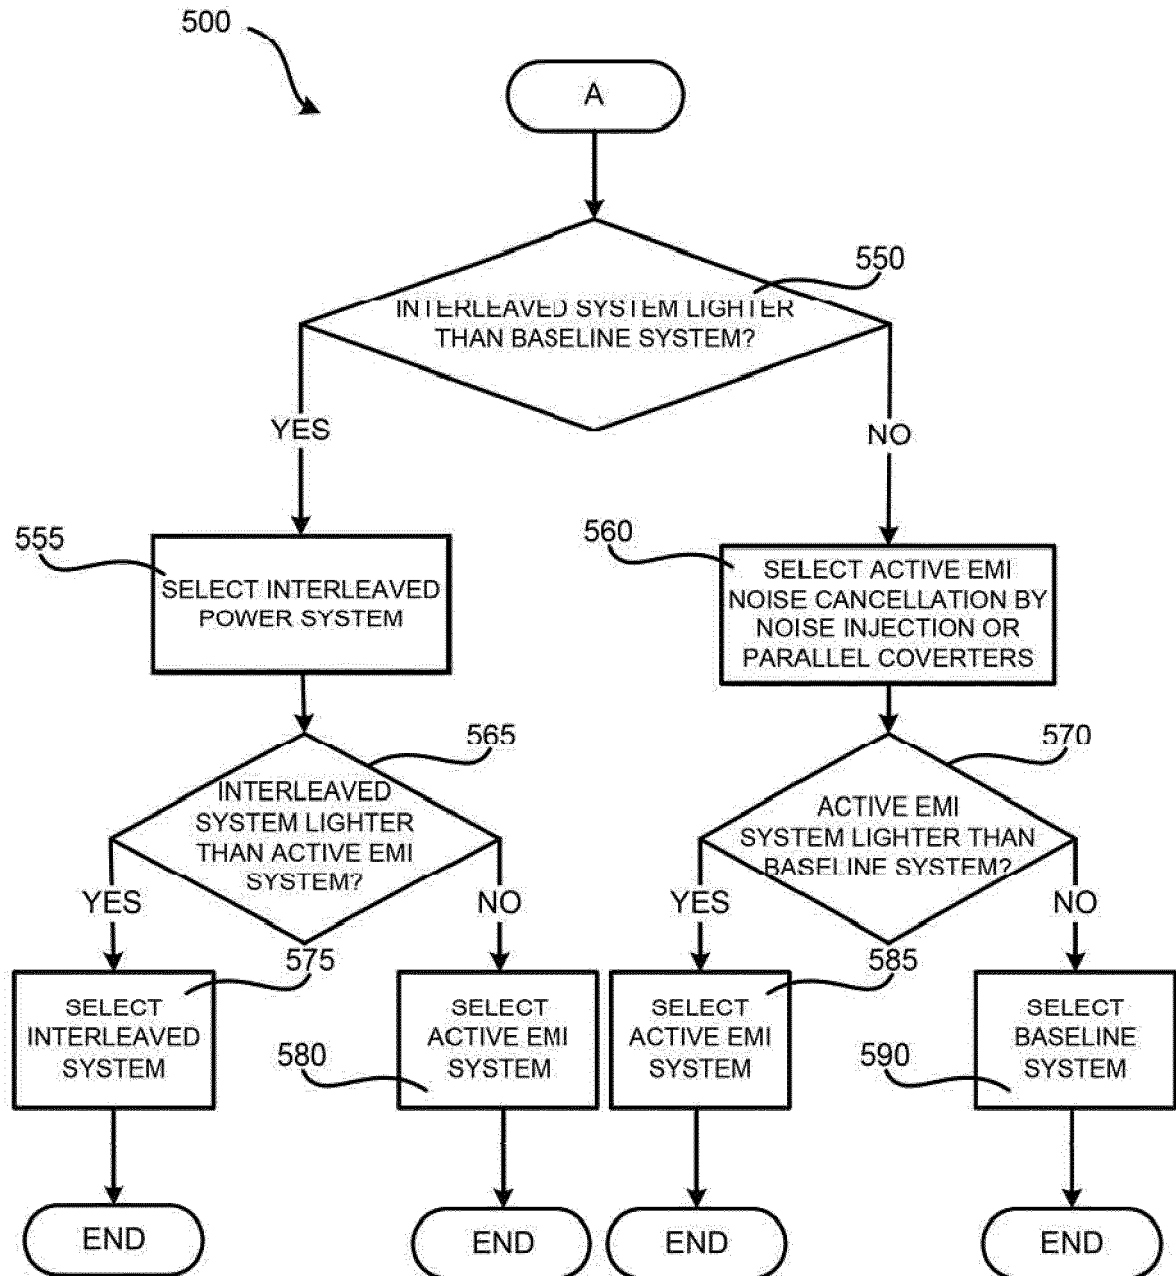 500
A
550
INTERLEAVED SYSTEM LIGHTER
THAN BASELINE SYSTEM?
YES
NO
555
SELECT INTERLEAVED
POWER SYSTEM
560
SELECT ACTIVE EMI
NOISE CANCELLATION BY
NOISE INJECTION OR
PARALLEL COVERTERS
565
INTERLEAVED
SYSTEM LIGHTER
THAN ACTIVE EMI
SYSTEM?
YES
NO
570
ACTIVE EMI
SYSTEM LIGHTER THAN
BASELINE SYSTEM?
YES
NO
575
SELECT
INTERLEAVED
SYSTEM
580
SELECT
ACTIVE EMI
SYSTEM
585
SELECT
ACTIVE EMI
SYSTEM
590
SELECT
BASELINE
SYSTEM
END
END
END
END